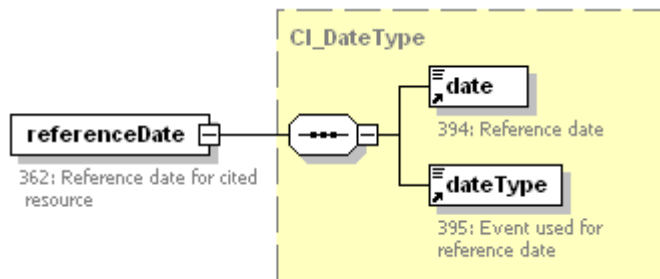 CI_DateType
date
394: Reference date
referenceDate
362: Reference date for cited
resource
dateType
395: Event used for
reference date